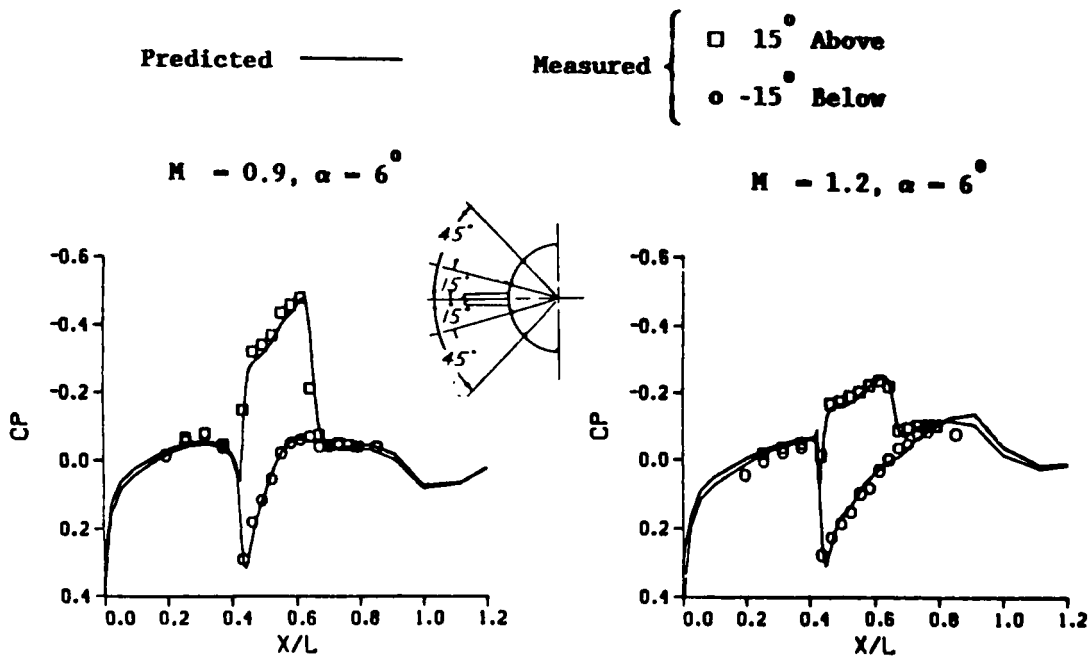 Predicted
Measured
□ 15° Above
o -15° Below
M = 0.9, α = 6°
M = 1.2, α = 6°
45°
15°
15°
45°
-0.6
-0.4
-0.2
0.0
0.2
0.4
CP
0.0 0.2 0.4 0.6 0.8 1.0 1.2
X/L
-0.6
-0.4
-0.2
0.0
0.2
0.4
CP
0.0 0.2 0.4 0.6 0.8 1.0 1.2
X/L